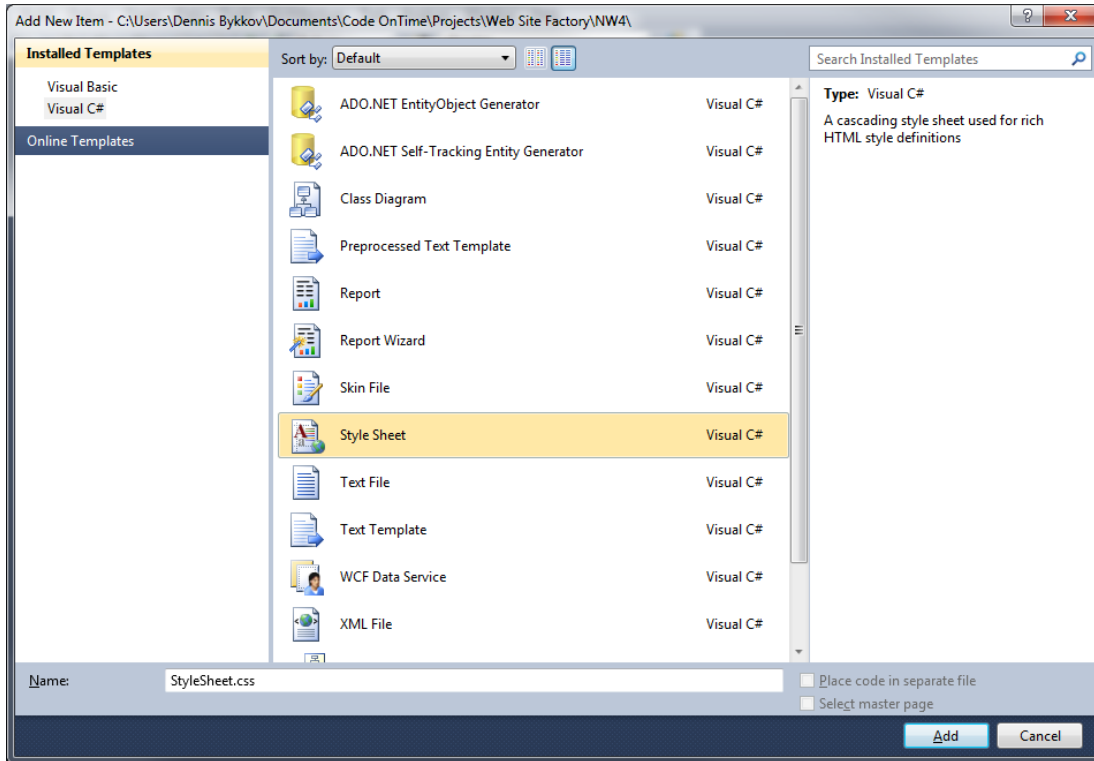 Add New Item - C:\Users\Dennis Bykkov\Documents\Code OnTime\Projects\Web Site Factory\NW4\
Installed Templates
Visual Basic
Visual C#
Online Templates
Sort by: Default
Search Installed Templates
ADO.NET EntityObject Generator Visual C#
ADO.NET Self-Tracking Entity Generator Visual C#
Class Diagram Visual C#
Preprocessed Text Template Visual C#
Report Visual C#
Report Wizard Visual C#
Skin File Visual C#
Style Sheet Visual C#
Text File Visual C#
Text Template Visual C#
WCF Data Service Visual C#
XML File Visual C#
Type: Visual C#
A cascading style sheet used for rich
HTML style definitions
Name: StyleSheet.css
Place code in separate file
Select master page
Add Cancel